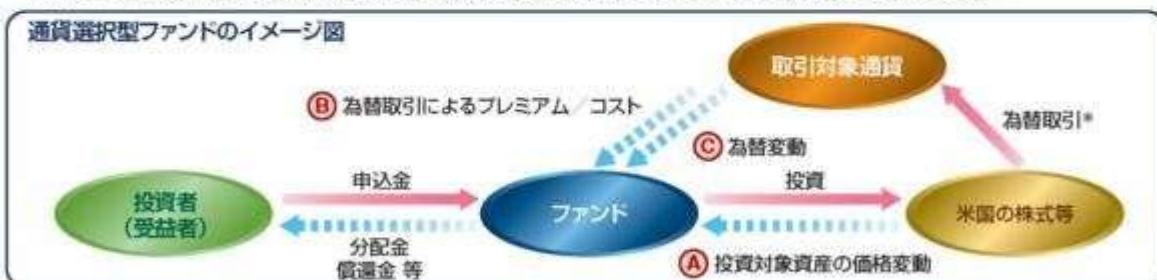 通貨選択型ファンドのイメージ図
取引対象通貨
Ⓑ 為替取引によるプレミアム/コスト
為替取引*
Ⓒ 為替変動
申込金
投資
投資者
(受益者)
ファンド
米国の株式等
分配金
償還金 等
Ⓐ 投資対象資産の価格変動